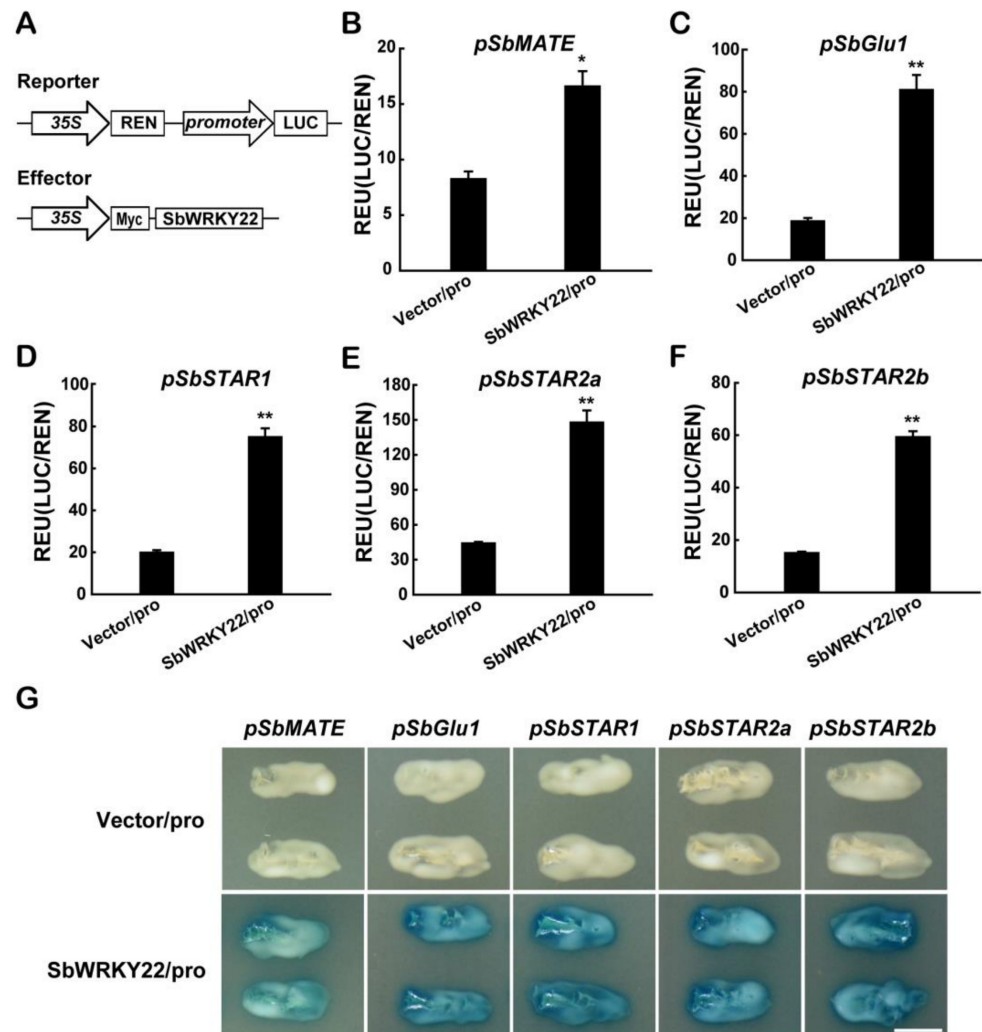 A
Reporter
35S REN promoter LUC
Effector
35S Myc SbWRKY22
B
pSbMATE
REU(LUC/REN)
20
15
10
5
0
*
Vector/pro
SbWRKY22/pro
C
pSbGlu1
REU(LUC/REN)
100
80
60
40
20
0
**
Vector/pro
SbWRKY22/pro
D
pSbSTAR1
REU(LUC/REN)
100
80
60
40
20
0
**
Vector/pro
SbWRKY22/pro
E
pSbSTAR2a
REU(LUC/REN)
180
150
120
90
60
30
0
**
Vector/pro
SbWRKY22/pro
F
pSbSTAR2b
REU(LUC/REN)
80
60
40
20
0
**
Vector/pro
SbWRKY22/pro
G
pSbMATE pSbGlu1 pSbSTAR1 pSbSTAR2a pSbSTAR2b
Vector/pro
SbWRKY22/pro